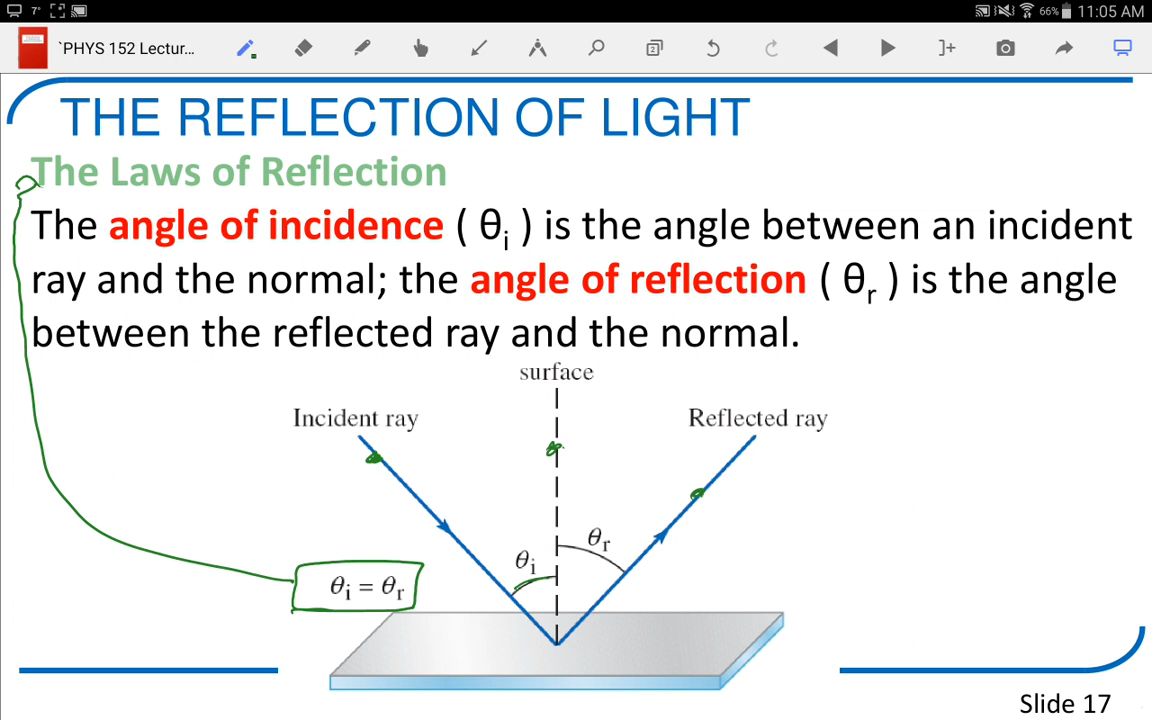 7° 66% 11:05 AM
`PHYS 152 Lectur... 2
THE REFLECTION OF LIGHT
The Laws of Reflection
The angle of incidence ( θi ) is the angle between an incident
ray and the normal; the angle of reflection ( θr ) is the angle
between the reflected ray and the normal.
surface
Incident ray
Reflected ray
θr
θi
θi = θr
Slide 17